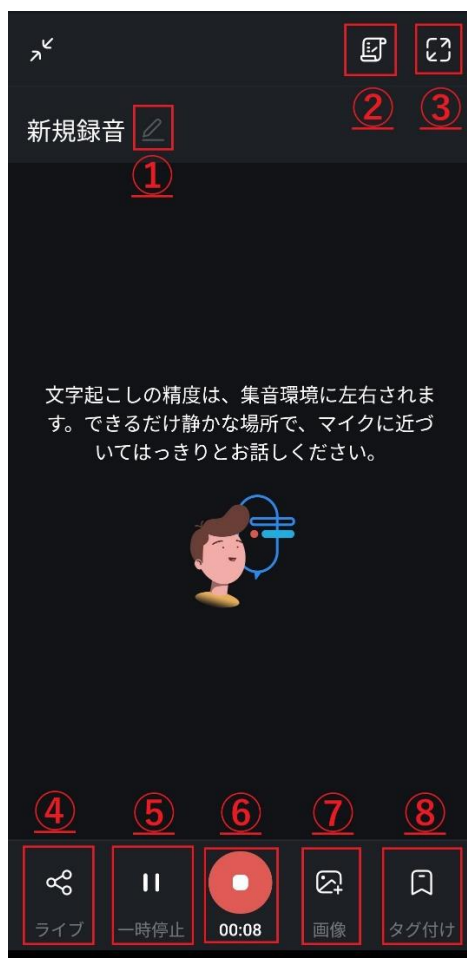 ② ③
新規録音
①
文字起こしの精度は、集音環境に左右されま
す。できるだけ静かな場所で、マイクに近づ
いてはっきりとお話しください。
④ ⑤ ⑥ ⑦ ⑧
ライブ 一時停止 00:08 画像 タグ付け